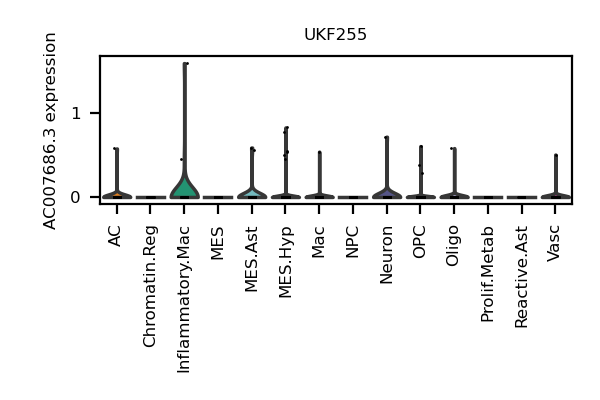 UKF255
AC007686.3 expression
1
0
AC
Chromatin.Reg
Inflammatory.Mac
MES
MES.Ast
MES.Hyp
Mac
NPC
Neuron
OPC
Oligo
Prolif.Metab
Reactive.Ast
Vasc